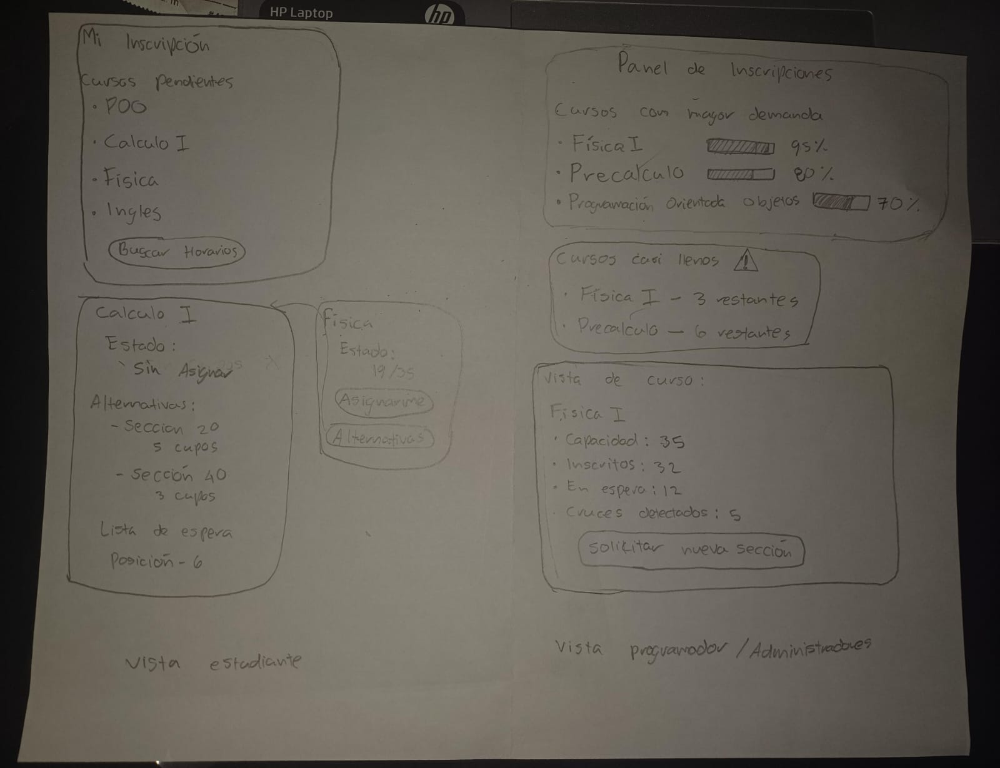 HP Laptop
hp
Mi Inscripción
Cursos pendientes
· POO
· Calculo I
· Fisica
· Ingles
Buscar Horarios
Calculo I
Estado:
Sin Asignar
Alternativas:
- Seccion 20
5 cupos
- Sección 40
3 cupos
Lista de espera
Posición - 6
Física
Estado:
19/35
Asignarme
Alternativas
Vista estudiante
Panel de Inscripciones
Cursos con mayor demanda
· Física I 95%
· Precalculo 80%
· Programación Orientada Objetos 70%
Cursos casi llenos ⚠
· Física I - 3 restantes
· Precalculo - 6 restantes
Vista de curso:
Fisica I
· Capacidad: 35
· Inscritos: 32
· En espera: 12
· Cruces detectados: 5
Solicitar nueva sección
Vista programador / Administradores